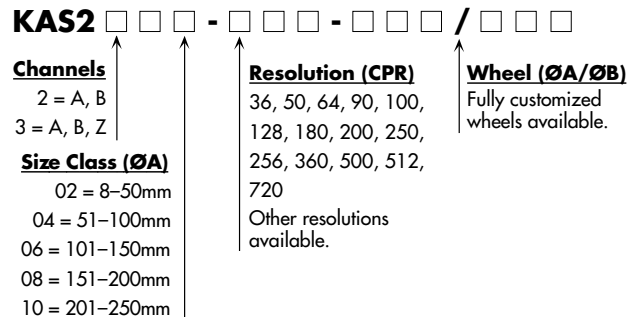 KAS2 □ □ □ - □ □ □ - □ □ □ / □ □ □
Channels
2 = A, B
3 = A, B, Z
Size Class (ØA)
02 = 8–50mm
04 = 51–100mm
06 = 101–150mm
08 = 151–200mm
10 = 201–250mm
Resolution (CPR)
36, 50, 64, 90, 100,
128, 180, 200, 250,
256, 360, 500, 512,
720
Other resolutions
available.
Wheel (ØA/ØB)
Fully customized
wheels available.